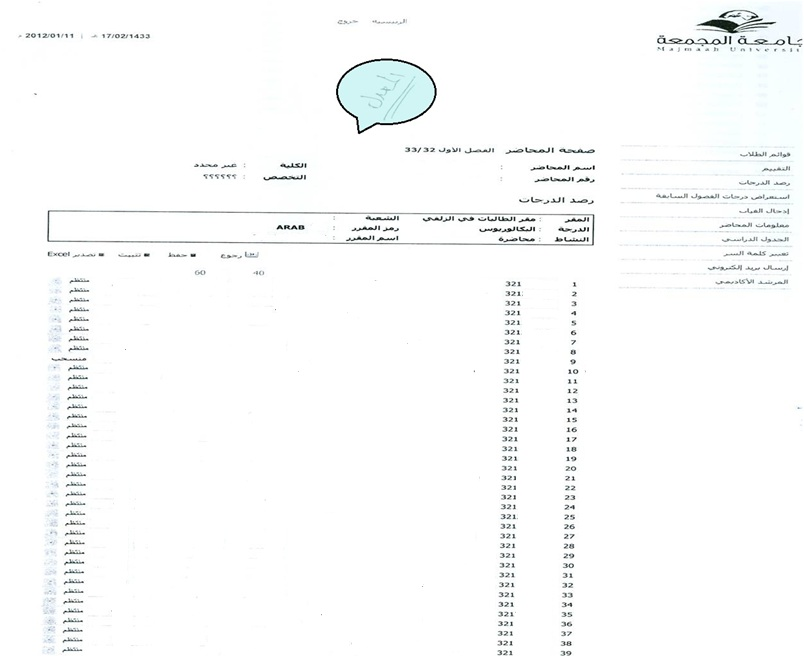 الرئيسية خروج
جامعة المجمعة
Majmaah Universit
2012/01/11 م | 17/02/1433 هـ
المعدل
صفحة المحاضر الفصل الاول 33/32
اسم المحاضر : الكلية : غير محدد
رقم المحاضر : التخصص : ؟؟؟؟؟؟
رصد الدرجات
قوائم الطلاب
التقييم
رصد الدرجات
استعراض درجات الفصول السابقة
إدخال الغياب
معلومات المحاضر
الجدول الدراسي
تغيير كلمة السر
إرسال بريد إلكتروني
المرشد الأكاديمي
المقر : مقر الطالبات في الزلفي الشعبة :
الدرجة : البكالوريوس رمز المقرر : ARAB
النشاط : محاضرة اسم المقرر :
رجوع حفظ تثبيت تصدير Excel
40 60
1 321 منتظم
2 321 منتظم
3 321 منتظم
4 321 منتظم
5 321 منتظم
6 321 منتظم
7 321 منتظم
8 321 منتظم
9 321 منسحب
10 321 منتظم
11 321 منتظم
12 321 منتظم
13 321 منتظم
14 321 منتظم
15 321 منتظم
16 321 منتظم
17 321 منتظم
18 321 منتظم
19 321 منتظم
20 321 منتظم
21 321 منتظم
22 321 منتظم
23 321 منتظم
24 321 منتظم
25 321 منتظم
26 321 منتظم
27 321 منتظم
28 321 منتظم
29 321 منتظم
30 321 منتظم
31 321 منتظم
32 321 منتظم
33 321 منتظم
34 321 منتظم
35 321 منتظم
36 321 منتظم
37 321 منتظم
38 321 منتظم
39 321 منتظم